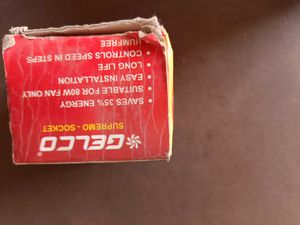 GELCO®
SUPREMO - SOCKET
• SAVES 35% ENERGY
• SUITABLE FOR 80W FAN ONLY
• EASY INSTALLATION
• LONG LIFE
• CONTROLS SPEED IN STEPS
HUMFREE